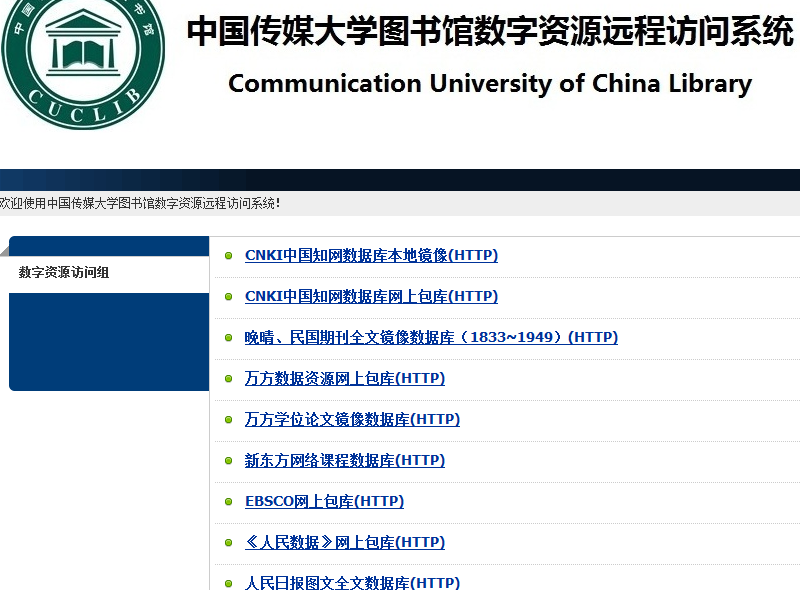 中国 书馆
CUCLIB
中国传媒大学图书馆数字资源远程访问系统
Communication University of China Library
欢迎使用中国传媒大学图书馆数字资源远程访问系统!
数字资源访问组
CNKI中国知网数据库本地镜像(HTTP)
CNKI中国知网数据库网上包库(HTTP)
晚晴、民国期刊全文镜像数据库（1833~1949）(HTTP)
万方数据资源网上包库(HTTP)
万方学位论文镜像数据库(HTTP)
新东方网络课程数据库(HTTP)
EBSCO网上包库(HTTP)
《人民数据》网上包库(HTTP)
人民日报图文全文数据库(HTTP)